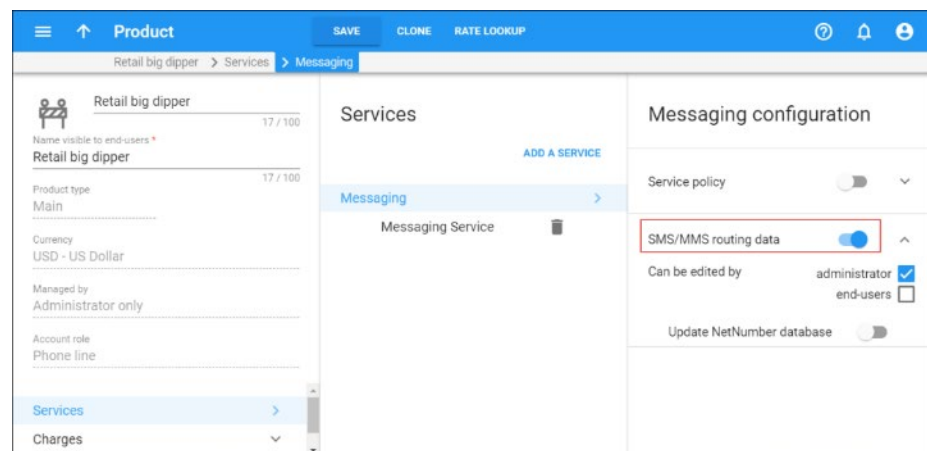 Product
SAVE CLONE RATE LOOKUP
Retail big dipper > Services > Messaging
Retail big dipper
17 / 100
Name visible to end-users *
Retail big dipper
17 / 100
Product type
Main
Currency
USD - US Dollar
Managed by
Administrator only
Account role
Phone line
Services
Charges
Services
ADD A SERVICE
Messaging
Messaging Service
Messaging configuration
Service policy
SMS/MMS routing data
Can be edited by administrator
end-users
Update NetNumber database